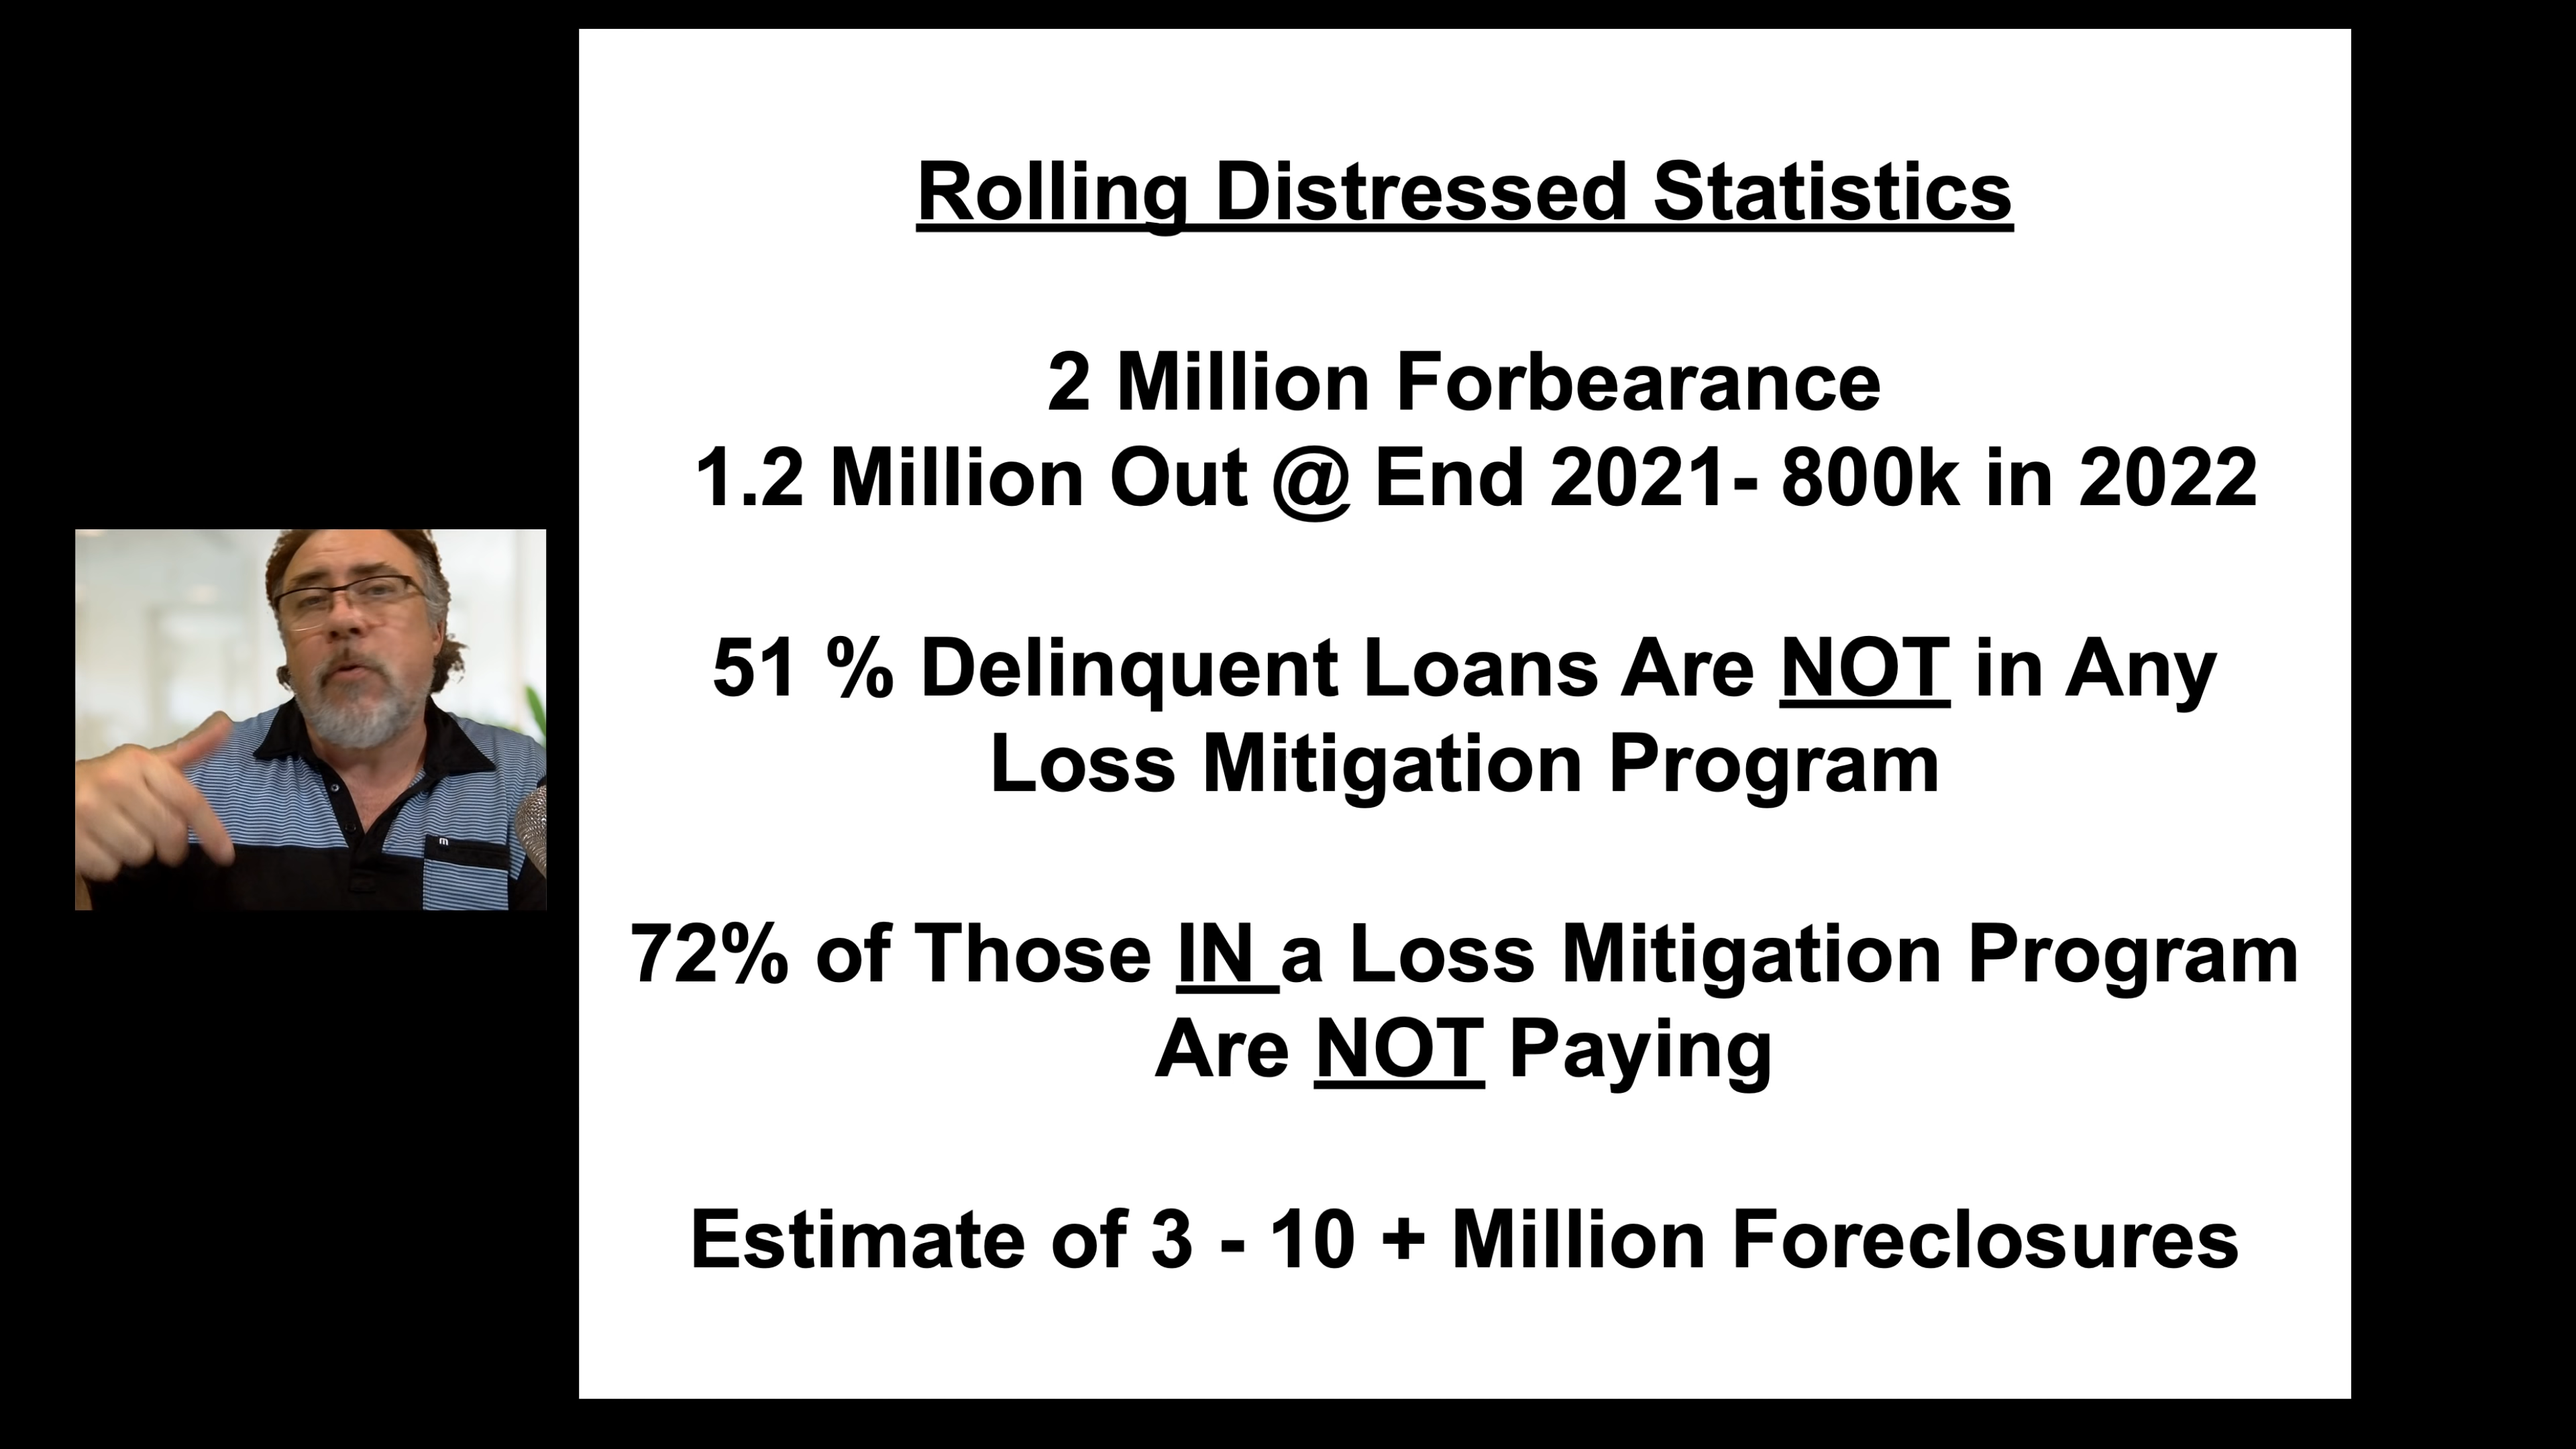 Rolling Distressed Statistics
2 Million Forbearance
1.2 Million Out @ End 2021- 800k in 2022
51 % Delinquent Loans Are NOT in Any
Loss Mitigation Program
72% of Those IN a Loss Mitigation Program
Are NOT Paying
Estimate of 3 - 10 + Million Foreclosures